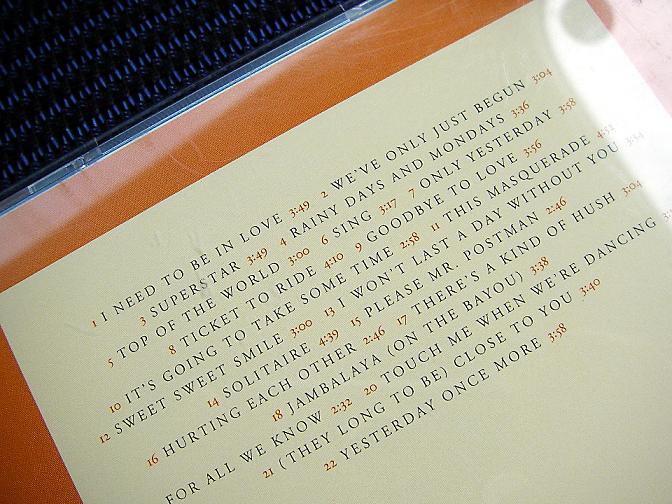 1 I NEED TO BE IN LOVE 3:49 2 WE'VE ONLY JUST BEGUN 3:04
3 SUPERSTAR 3:49 4 RAINY DAYS AND MONDAYS 3:36
5 TOP OF THE WORLD 3:00 6 SING 3:17 7 ONLY YESTERDAY 3:58
8 TICKET TO RIDE 4:10 9 GOODBYE TO LOVE 3:56
10 IT'S GOING TO TAKE SOME TIME 2:58 11 THIS MASQUERADE 4:52
12 SWEET SWEET SMILE 3:00 13 I WON'T LAST A DAY WITHOUT YOU 3:54
14 SOLITAIRE 4:39 15 PLEASE MR. POSTMAN 2:46
16 HURTING EACH OTHER 2:46 17 THERE'S A KIND OF HUSH 3:04
18 JAMBALAYA (ON THE BAYOU) 3:38
FOR ALL WE KNOW 2:32 20 TOUCH ME WHEN WE'RE DANCING
21 (THEY LONG TO BE) CLOSE TO YOU 3:40
22 YESTERDAY ONCE MORE 3:58